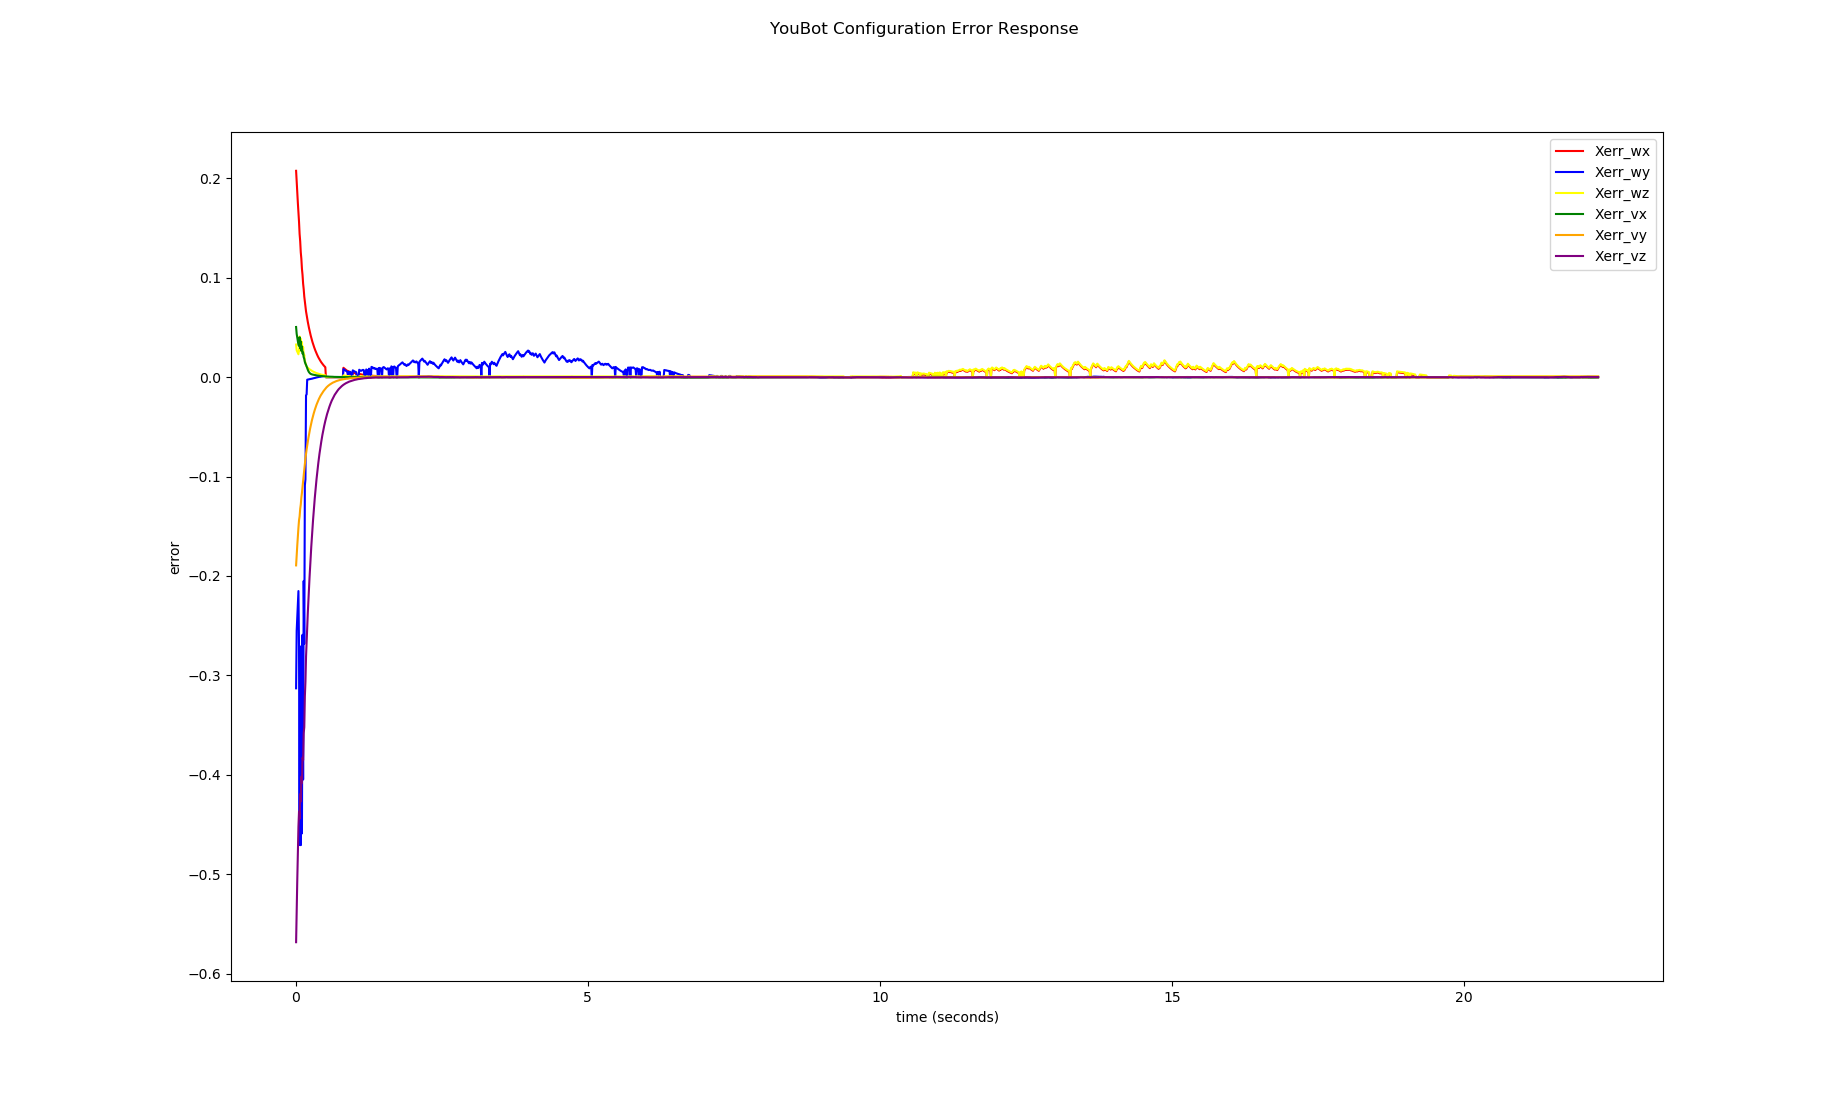 YouBot Configuration Error Response
Xerr_wx
Xerr_wy
Xerr_wz
Xerr_vx
Xerr_vy
Xerr_vz
0.2
0.1
0.0
−0.1
−0.2
−0.3
−0.4
−0.5
−0.6
error
0 5 10 15 20
time (seconds)